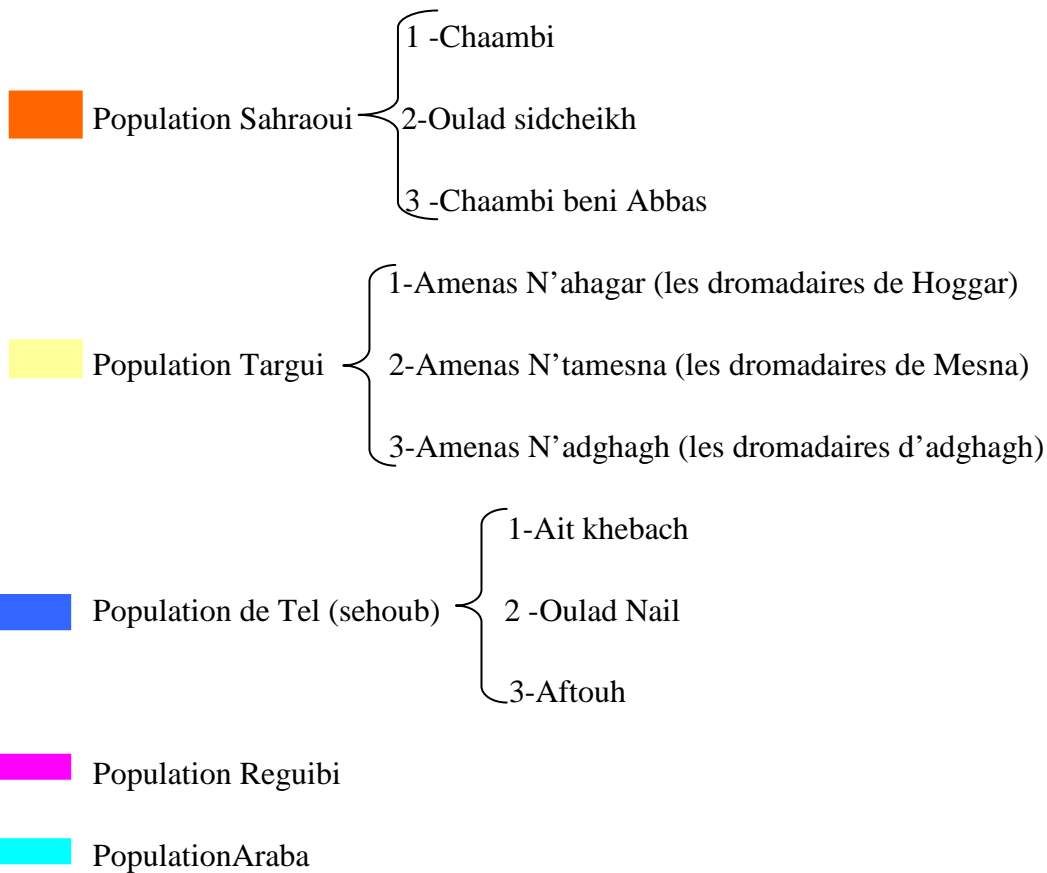 1 -Chaambi
Population Sahraoui
2-Oulad sidcheikh
3 -Chaambi beni Abbas
1-Amenas N’ahagar (les dromadaires de Hoggar)
Population Targui
2-Amenas N’tamesna (les dromadaires de Mesna)
3-Amenas N’adghagh (les dromadaires d’adghagh)
1-Ait khebach
Population de Tel (sehoub)
2 -Oulad Nail
3-Aftouh
Population Reguibi
PopulationAraba